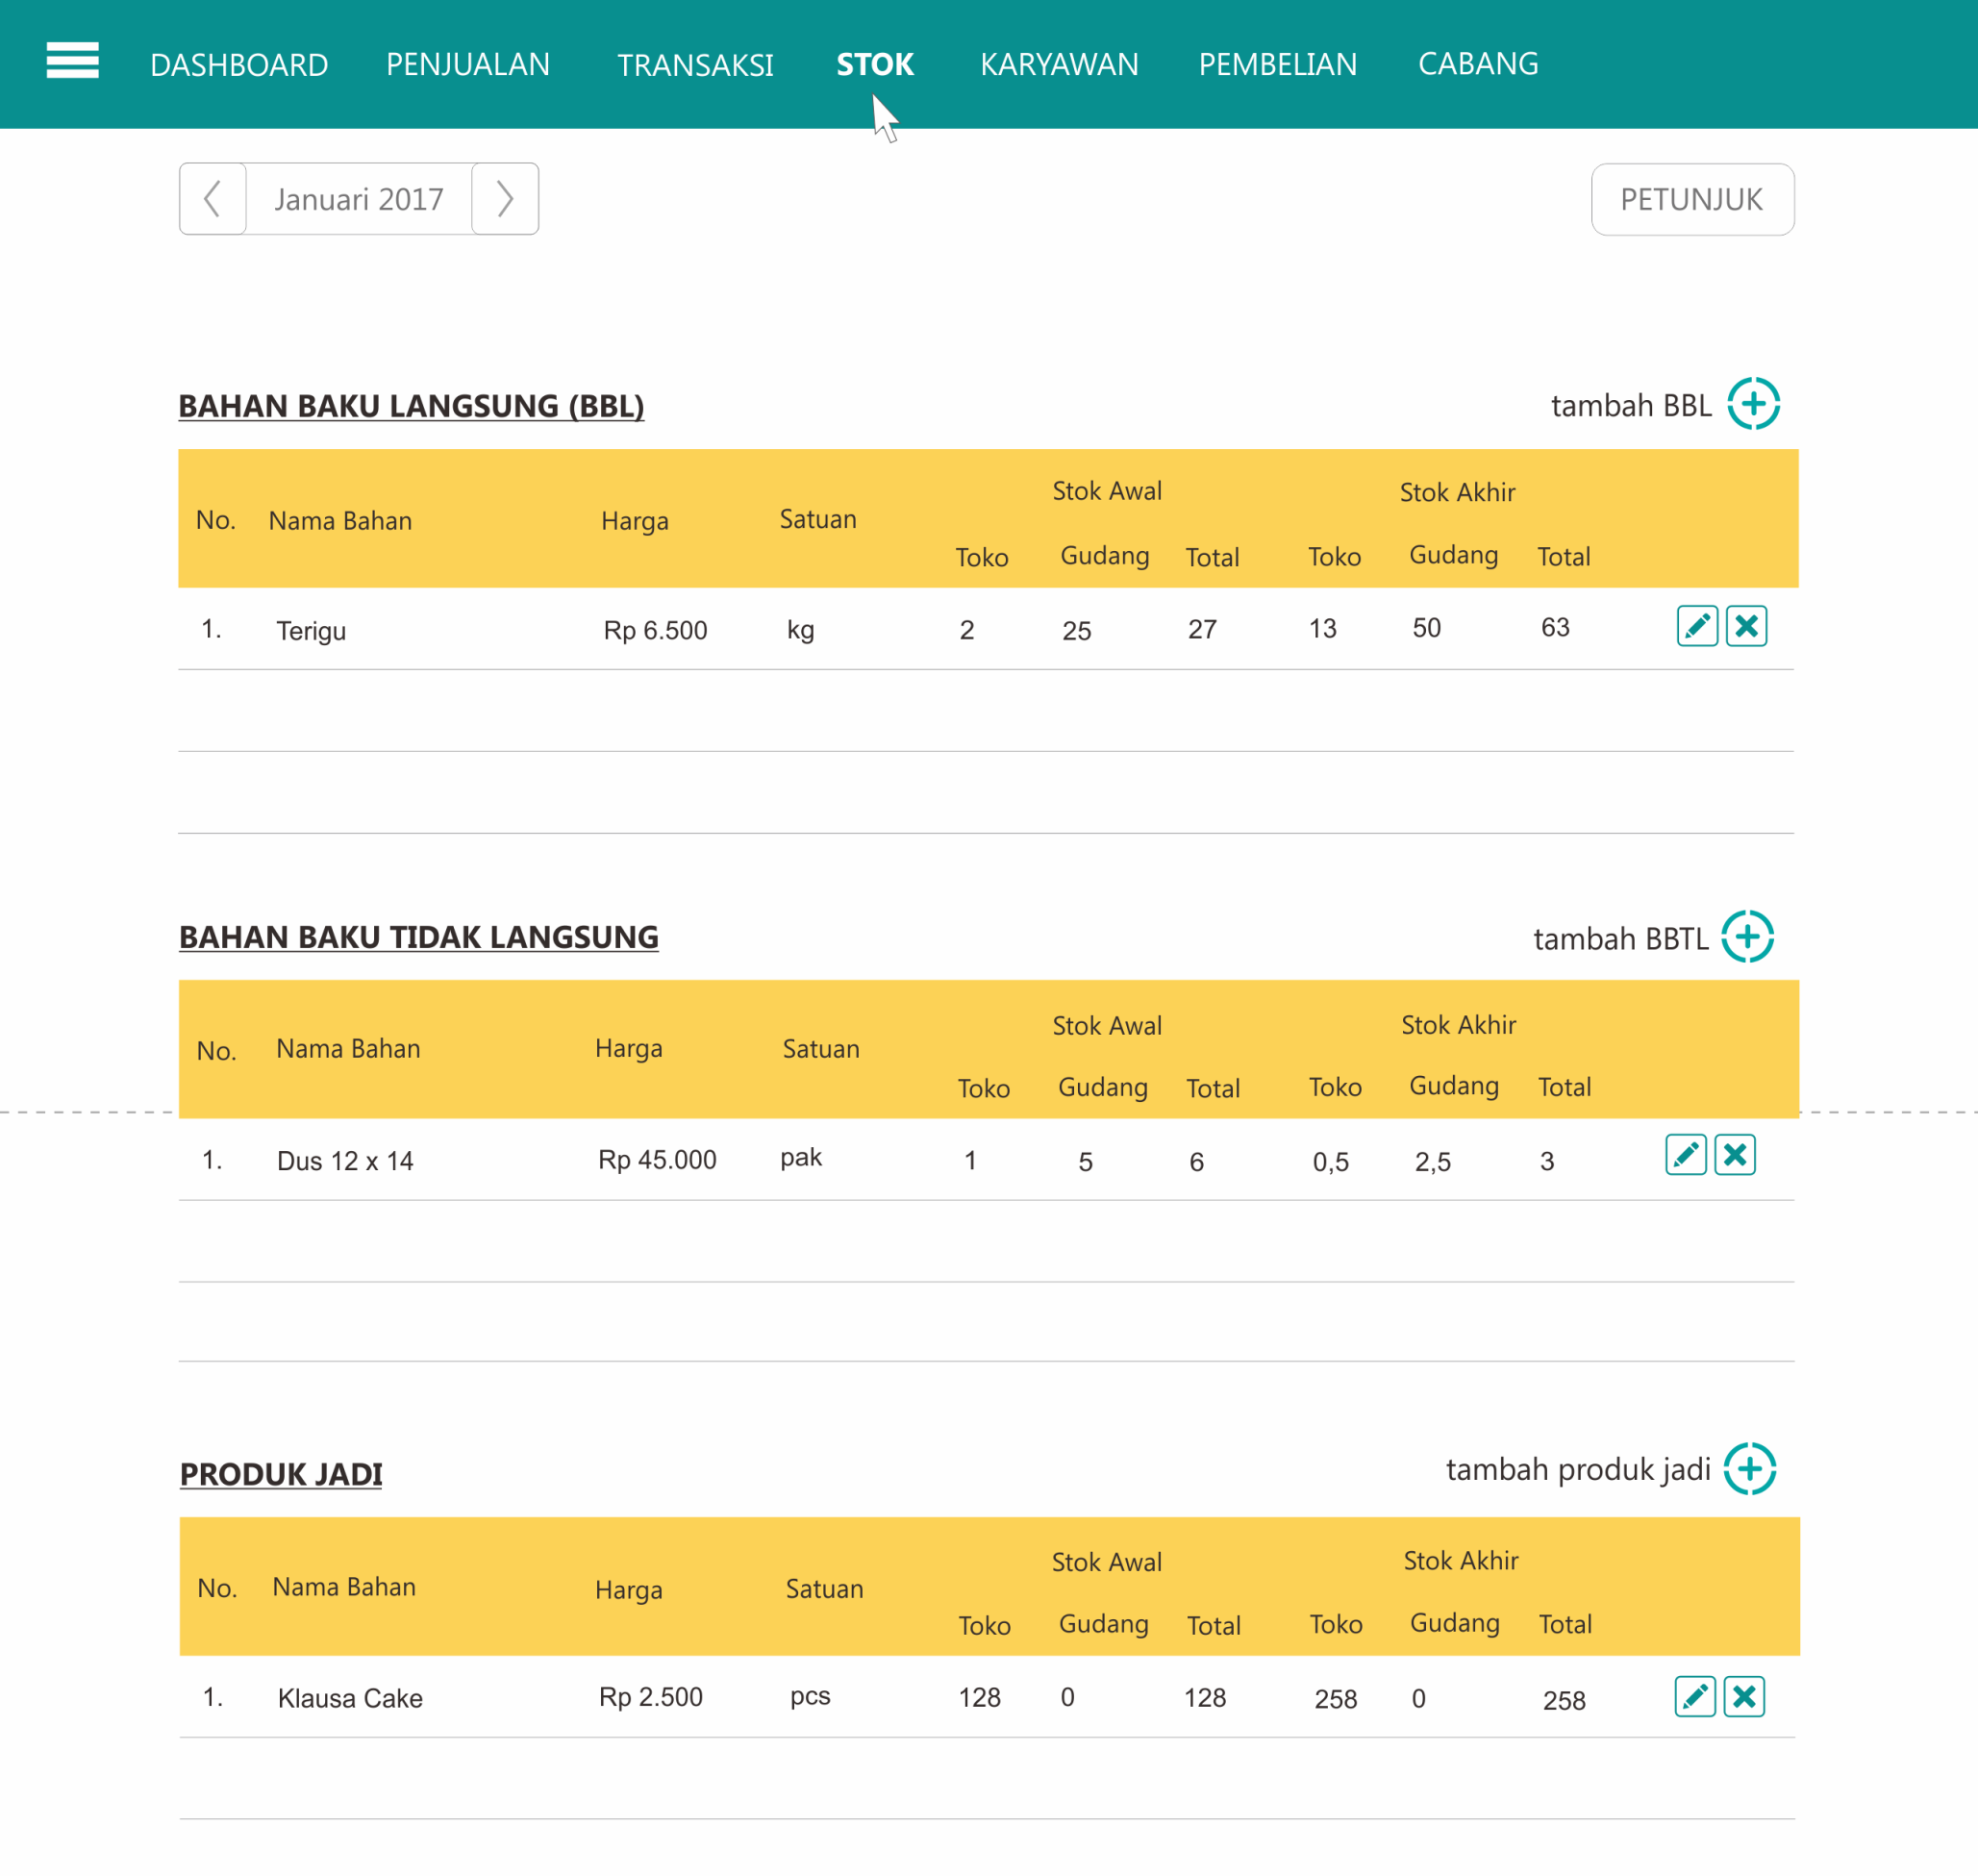 DASHBOARD PENJUALAN TRANSAKSI STOK KARYAWAN PEMBELIAN CABANG
Januari 2017 PETUNJUK
BAHAN BAKU LANGSUNG (BBL) tambah BBL
Stok Awal Stok Akhir
No. Nama Bahan Harga Satuan
Toko Gudang Total Toko Gudang Total
1. Terigu Rp 6.500 kg 2 25 27 13 50 63
BAHAN BAKU TIDAK LANGSUNG tambah BBTL
Stok Awal Stok Akhir
No. Nama Bahan Harga Satuan
Toko Gudang Total Toko Gudang Total
1. Dus 12 x 14 Rp 45.000 pak 1 5 6 0,5 2,5 3
PRODUK JADI tambah produk jadi
Stok Awal Stok Akhir
No. Nama Bahan Harga Satuan
Toko Gudang Total Toko Gudang Total
1. Klausa Cake Rp 2.500 pcs 128 0 128 258 0 258